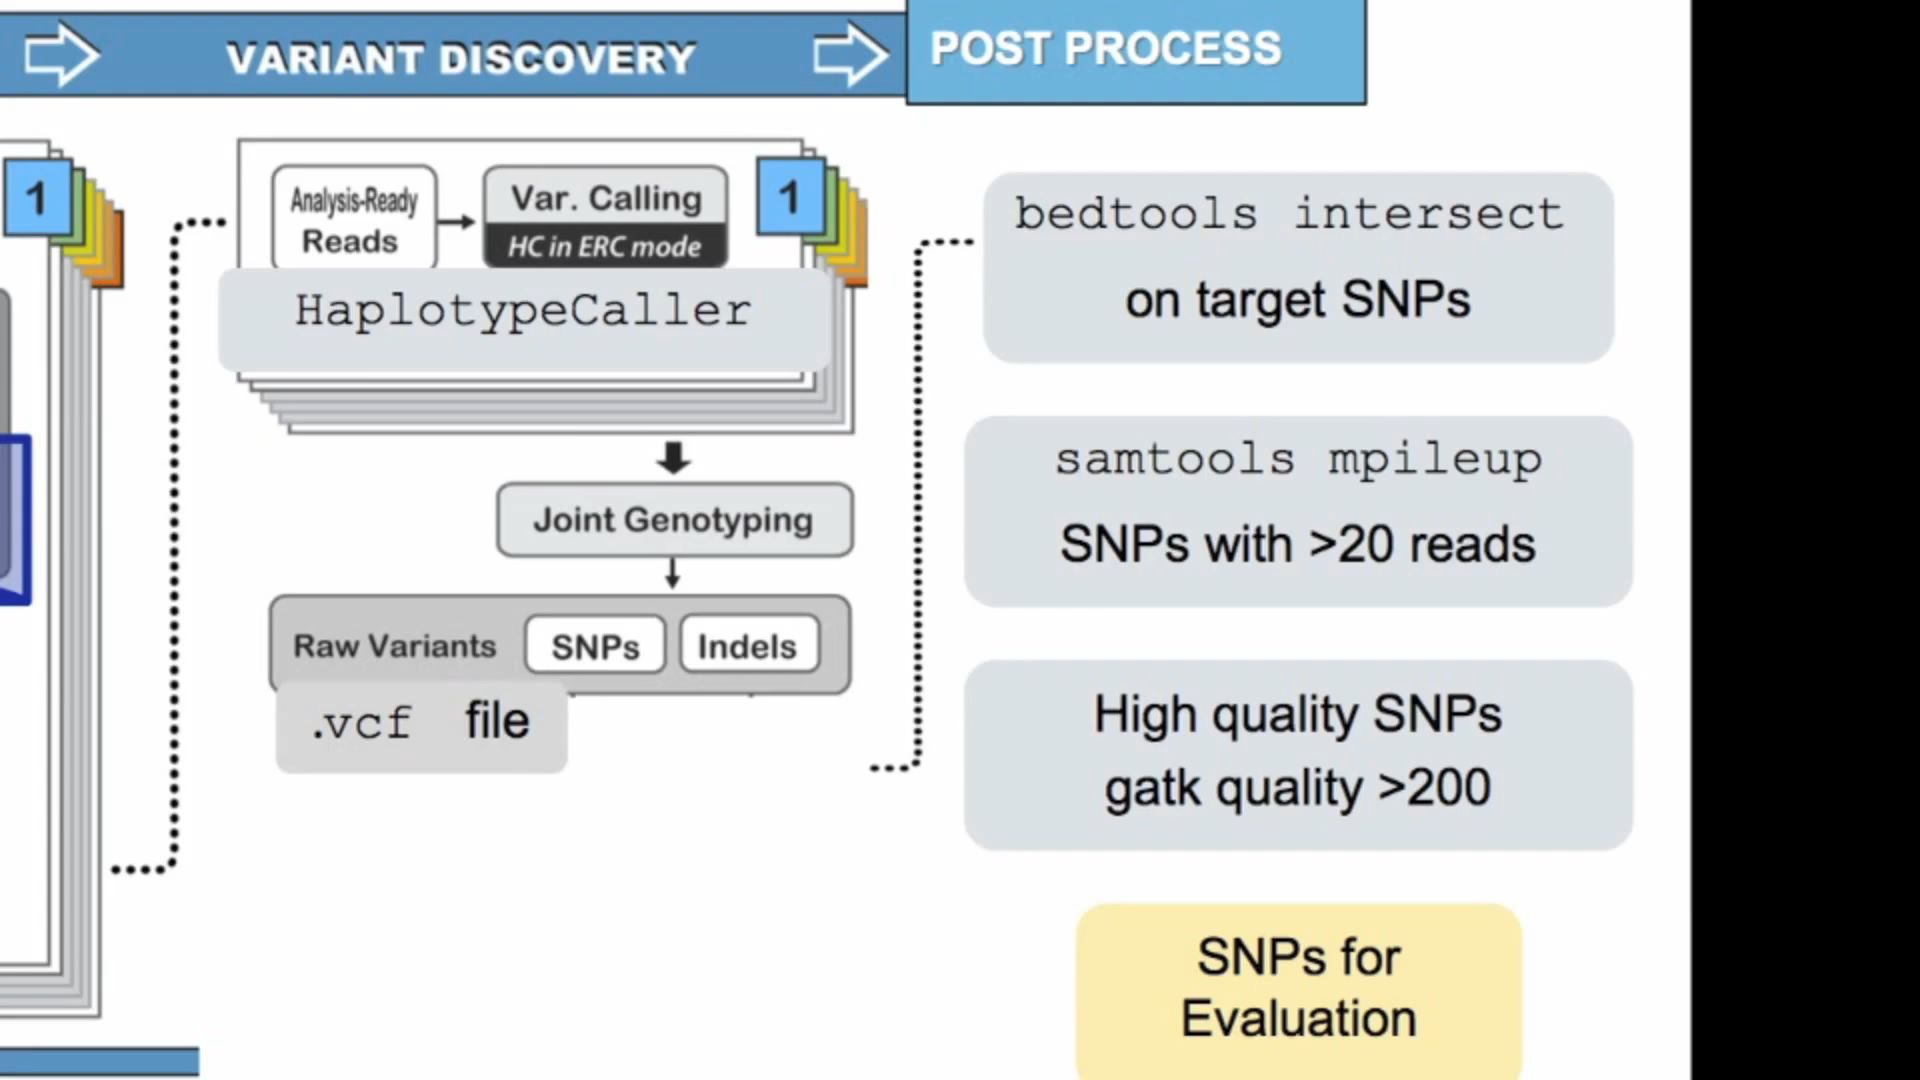 VARIANT DISCOVERY
POST PROCESS
1
Analysis-Ready
Reads
Var. Calling
HC in ERC mode
1
HaplotypeCaller
Joint Genotyping
Raw Variants
SNPs
Indels
.vcf file
bedtools intersect
on target SNPs
samtools mpileup
SNPs with >20 reads
High quality SNPs
gatk quality >200
SNPs for
Evaluation